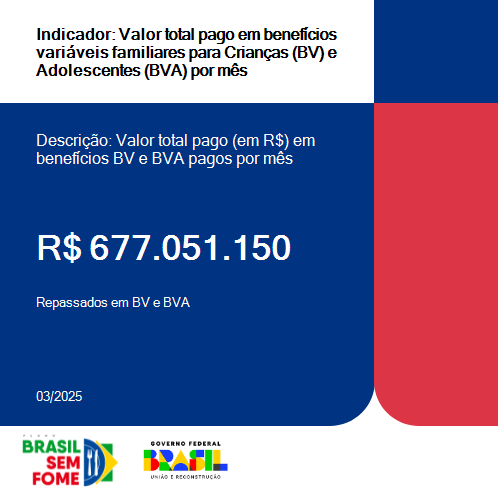 Indicador: Valor total pago em benefícios
variáveis familiares para Crianças (BV) e
Adolescentes (BVA) por mês
Descrição: Valor total pago (em R$) em
benefícios BV e BVA pagos por mês
R$ 677.051.150
Repassados em BV e BVA
03/2025
PLANO
BRASIL
SEM
FOME
GOVERNO FEDERAL
BRASIL
UNIÃO E RECONSTRUÇÃO